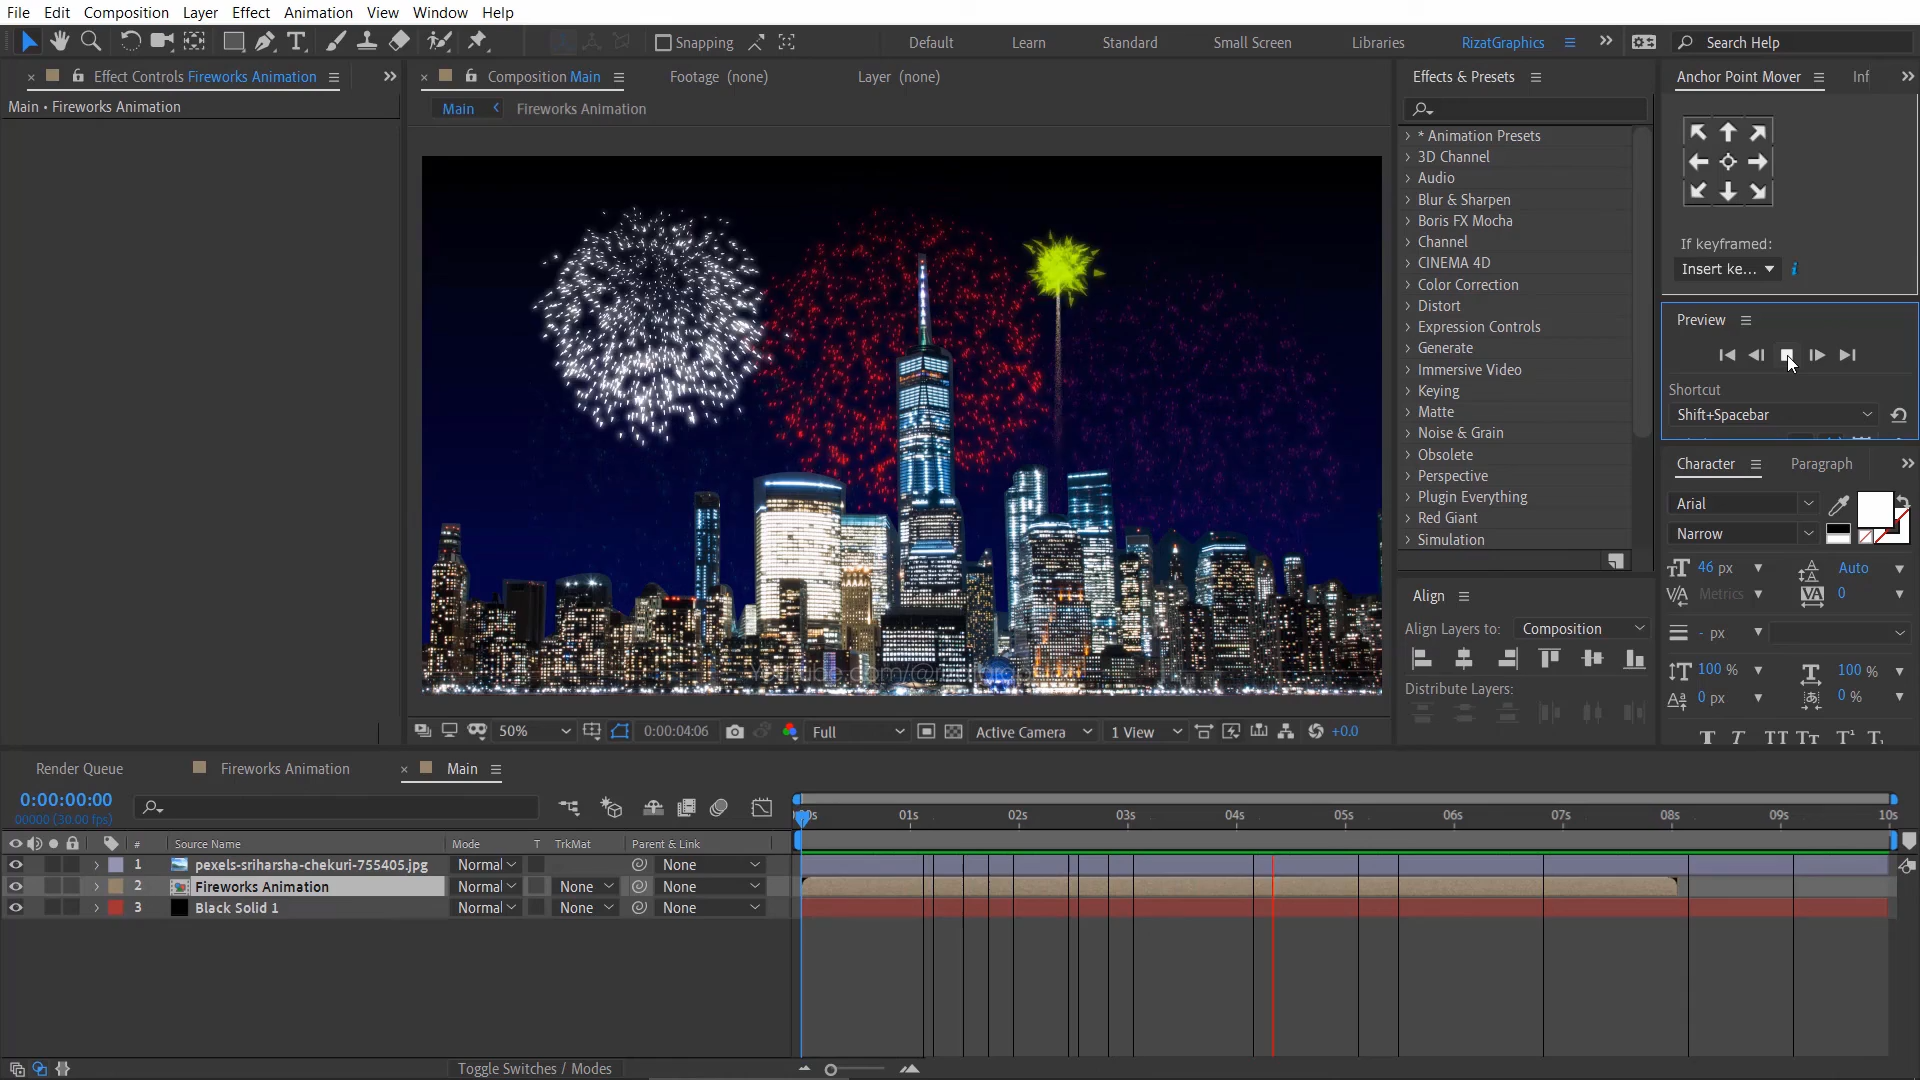 File Edit Composition Layer Effect Animation View Window Help
Snapping Default Learn Standard Small Screen Libraries RizatGraphics Search Help
Effect Controls Fireworks Animation
Main • Fireworks Animation
Composition Main Footage (none) Layer (none)
Main Fireworks Animation
Effects & Presets
* Animation Presets
3D Channel
Audio
Blur & Sharpen
Boris FX Mocha
Channel
CINEMA 4D
Color Correction
Distort
Expression Controls
Generate
Immersive Video
Keying
Matte
Noise & Grain
Obsolete
Perspective
Plugin Everything
Red Giant
Simulation
Align
Align Layers to: Composition
Distribute Layers:
Anchor Point Mover Inf
If keyframed:
Insert ke...
Preview
Shortcut
Shift+Spacebar
Character Paragraph
Arial
Narrow
46 px Auto
Metrics 0
- px
100 % 100 %
0 px 0 %
50% 0:00:04:06 Full Active Camera 1 View +0.0
Render Queue Fireworks Animation Main
0:00:00:00
00000 (30.00 fps)
01s 02s 03s 04s 05s 06s 07s 08s 09s 10s
# Source Name Mode T TrkMat Parent & Link
1 pexels-sriharsha-chekuri-755405.jpg Normal None
2 Fireworks Animation Normal None None
3 Black Solid 1 Normal None None
Toggle Switches / Modes